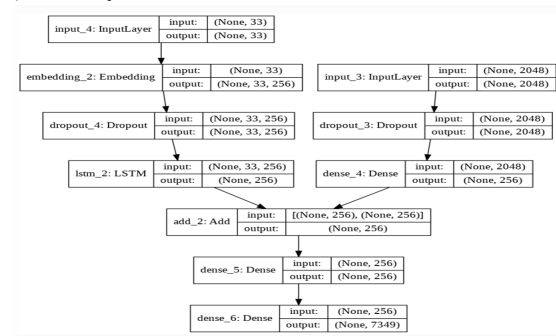 input_4: InputLayer input: (None, 33)
output: (None, 33)
embedding_2: Embedding input: (None, 33)
output: (None, 33, 256)
input_3: InputLayer input: (None, 2048)
output: (None, 2048)
dropout_4: Dropout input: (None, 33, 256)
output: (None, 33, 256)
dropout_3: Dropout input: (None, 2048)
output: (None, 2048)
lstm_2: LSTM input: (None, 33, 256)
output: (None, 256)
dense_4: Dense input: (None, 2048)
output: (None, 256)
add_2: Add input: [(None, 256), (None, 256)]
output: (None, 256)
dense_5: Dense input: (None, 256)
output: (None, 256)
dense_6: Dense input: (None, 256)
output: (None, 7349)